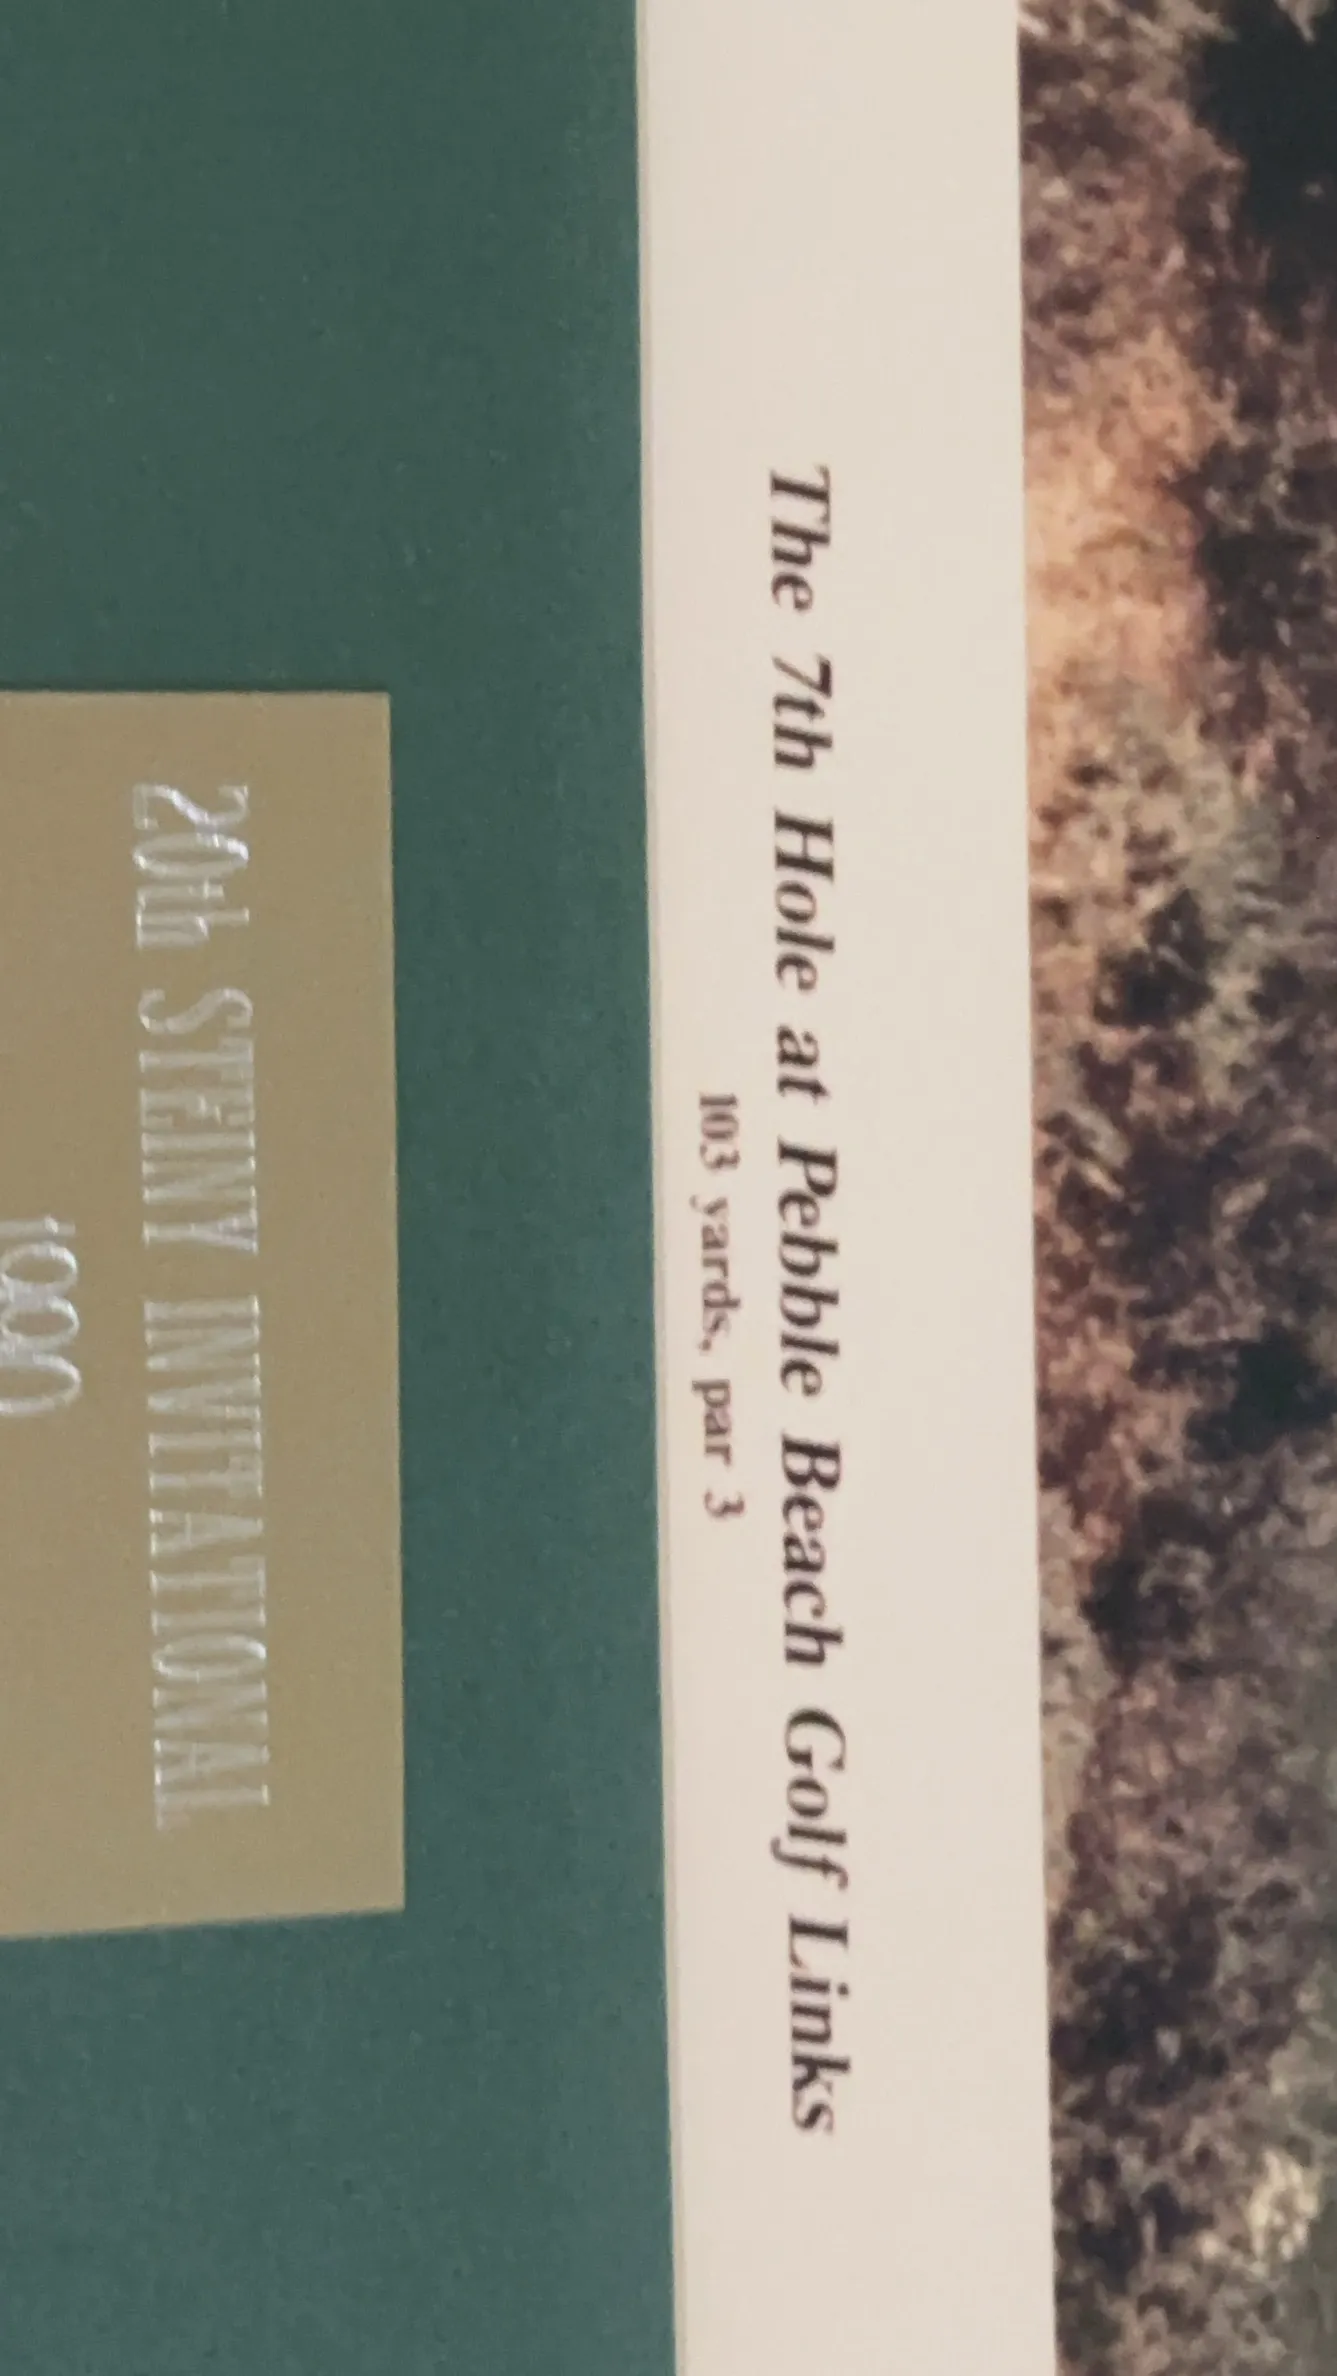 The 7th Hole at Pebble Beach Golf Links
103 yards, par 3
20th STEINY INVITATIONAL